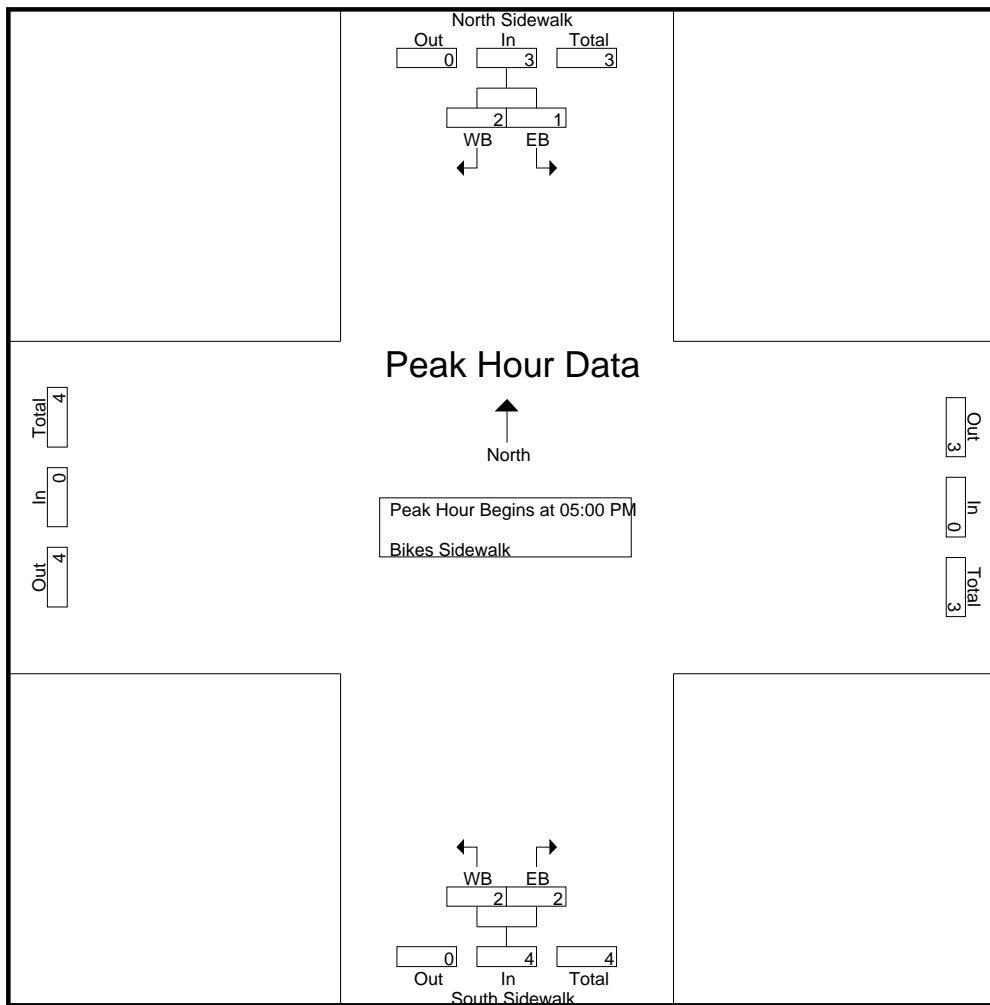 North Sidewalk
Out In Total
0 3 3
2 1
WB EB
Peak Hour Data
North
Peak Hour Begins at 05:00 PM
Bikes Sidewalk
Total 4
In 0
Out 4
Out 3
In 0
Total 3
WB EB
2 2
0 4 4
Out In Total
South Sidewalk